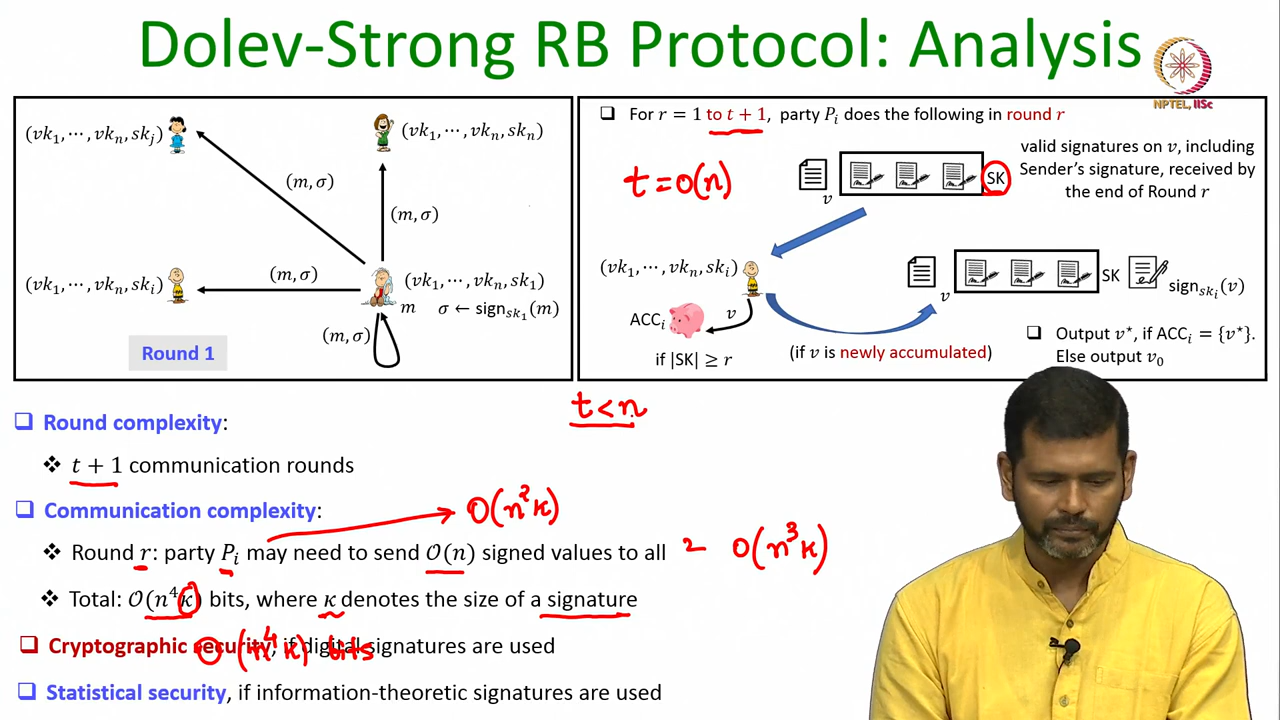 Dolev-Strong RB Protocol: Analysis
NPTEL, IISc
(vk₁, ⋯, vkₙ, skⱼ)
(vk₁, ⋯, vkₙ, skₙ)
(m, σ)
(m, σ)
(m, σ)
(vk₁, ⋯, vkₙ, skᵢ)
(vk₁, ⋯, vkₙ, sk₁)
m σ ← sign_{sk₁}(m)
(m, σ)
Round 1
❑ For r = 1 to t + 1, party Pᵢ does the following in round r
t = O(n)
v
SK
valid signatures on v, including
Sender's signature, received by
the end of Round r
(vk₁, ⋯, vkₙ, skᵢ)
v
SK
sign_{skᵢ}(v)
ACCᵢ
v
if |SK| ≥ r
(if v is newly accumulated)
❑ Output v⋆, if ACCᵢ = {v⋆}.
Else output v₀
t < n
❑ Round complexity:
❖ t + 1 communication rounds
❑ Communication complexity:
O(n²κ)
❖ Round r: party Pᵢ may need to send 𝒪(n) signed values to all
O(n³κ)
❖ Total: 𝒪(n⁴κ) bits, where κ denotes the size of a signature
❑ Cryptographic security, if digital signatures are used
O(n⁴κ) bits
❑ Statistical security, if information-theoretic signatures are used